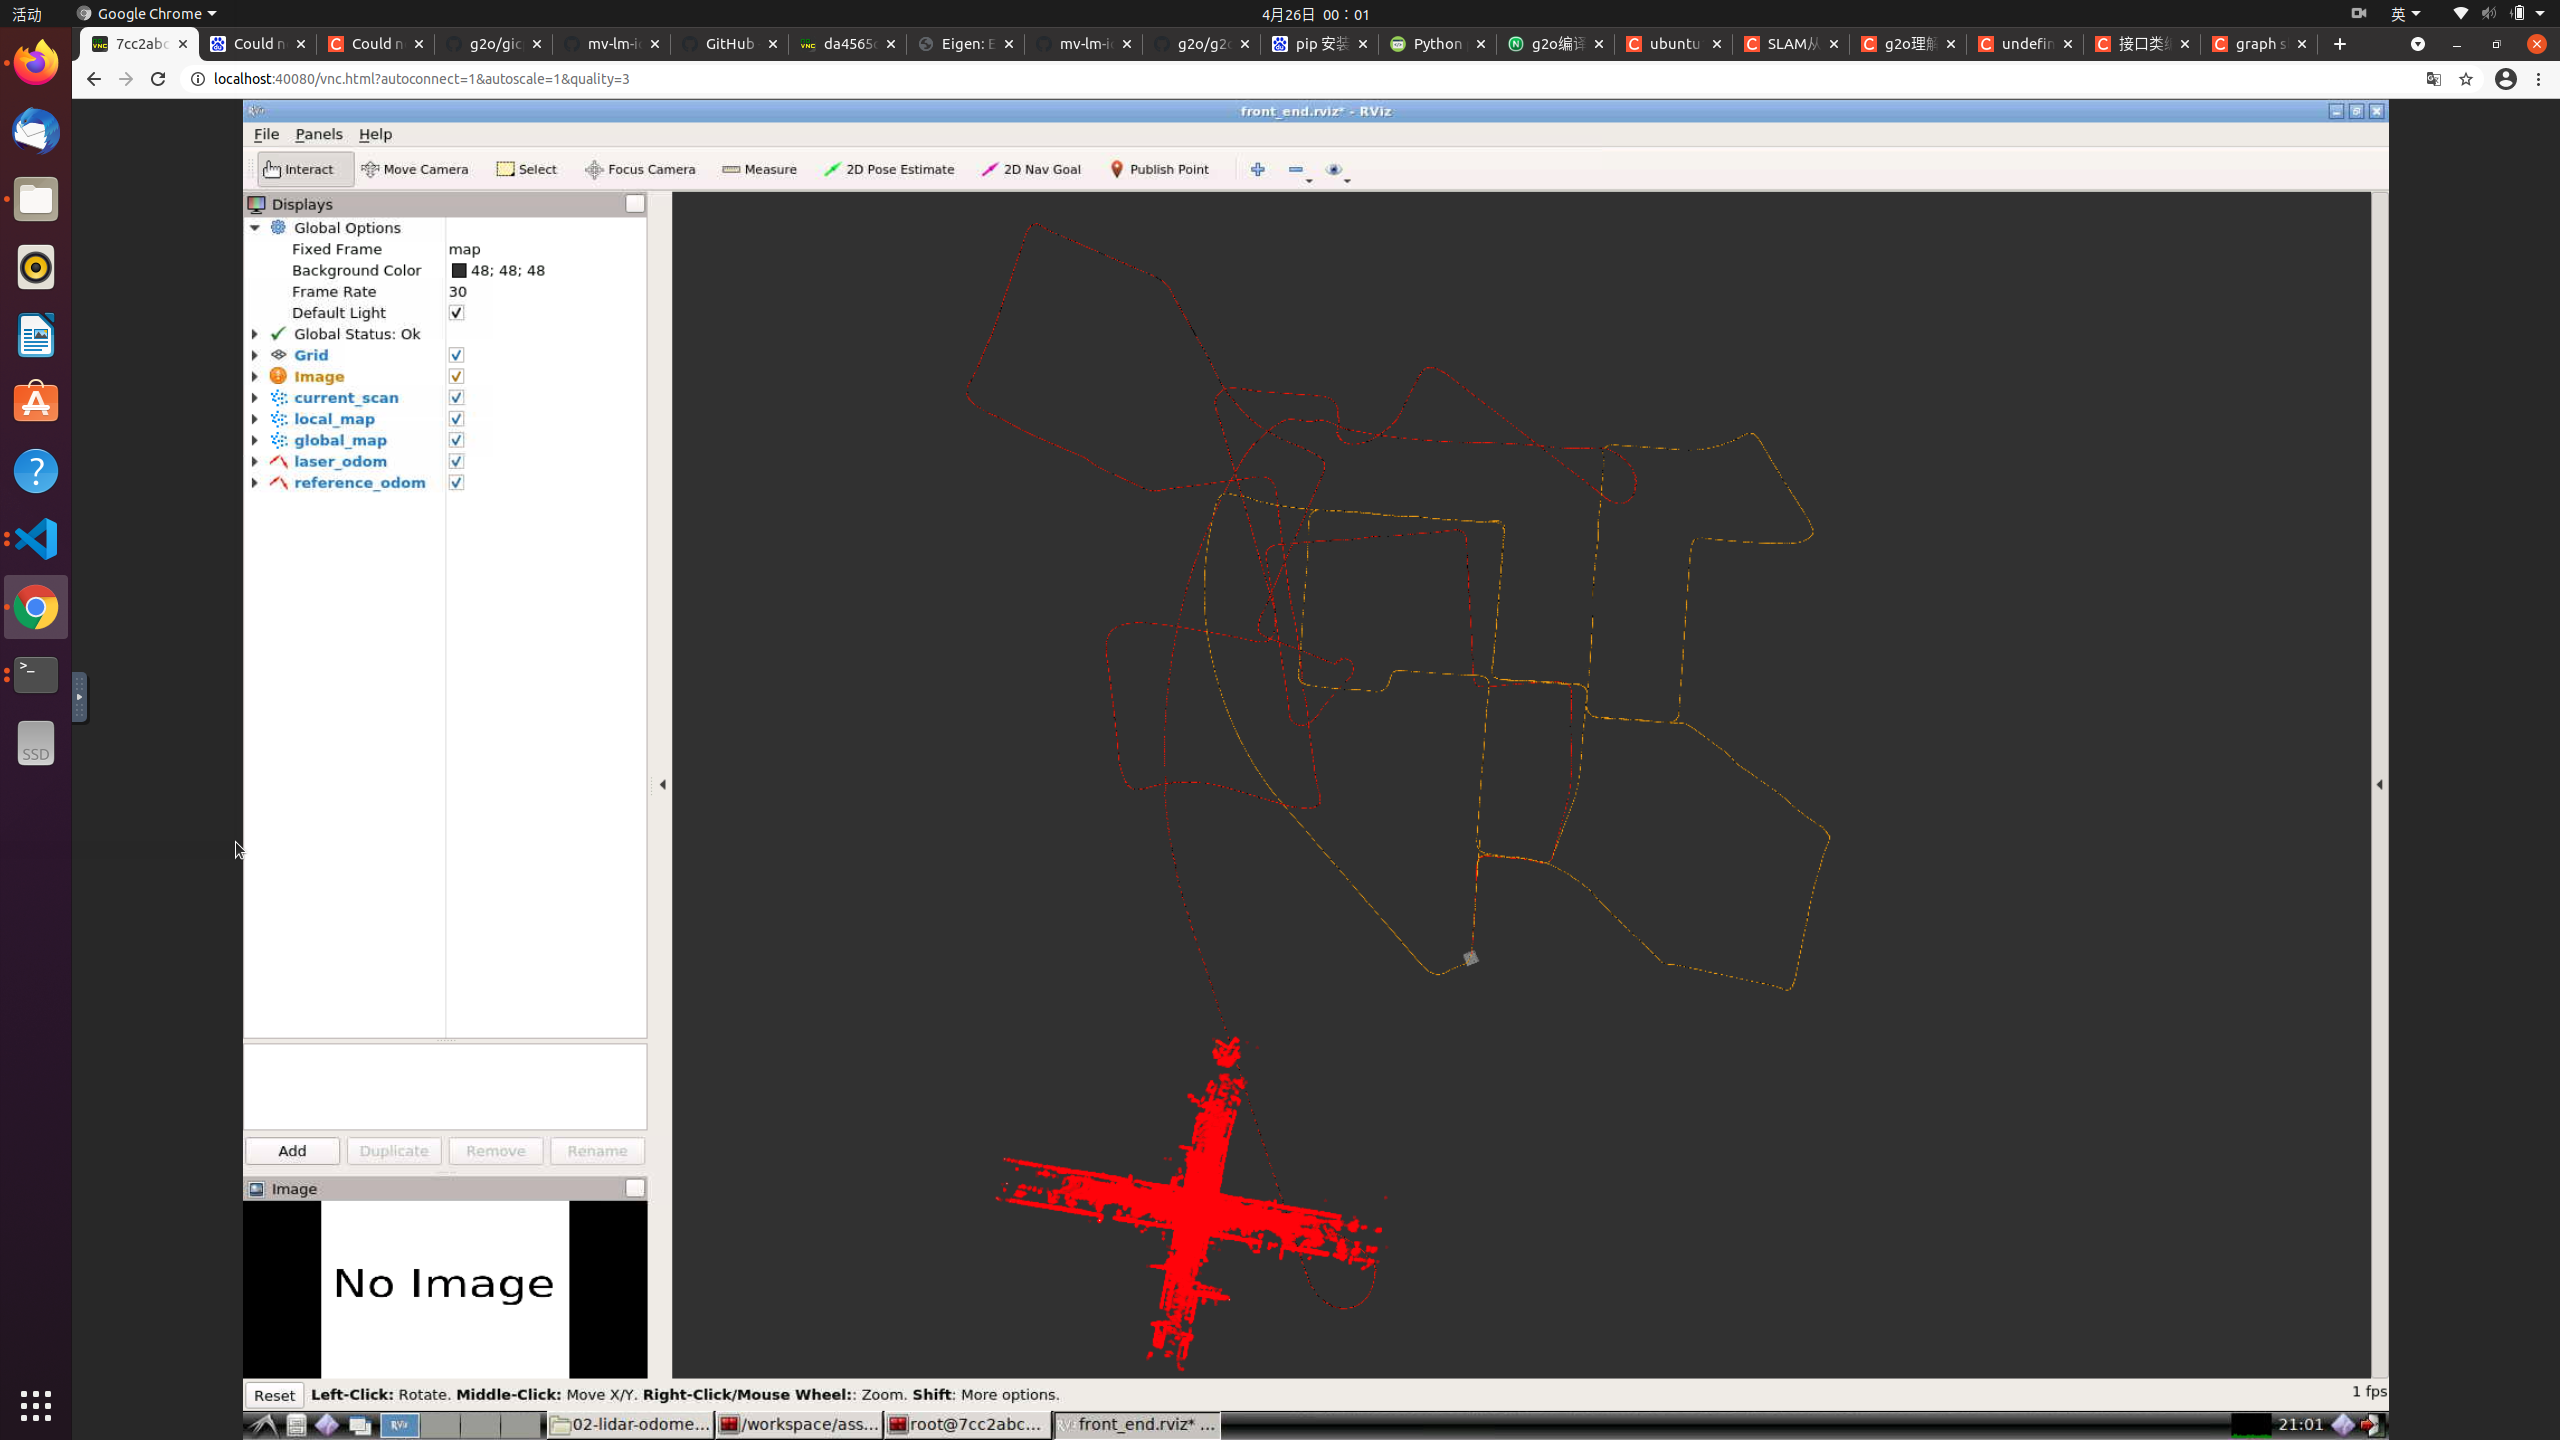 活动
Google Chrome
4月26日 00：01
英
7cc2abc
Could n
Could n
g2o/gic
mv-lm-i
GitHub
da4565
Eigen: E
mv-lm-i
g2o/g2o
pip 安装
Python
g2o编译
ubuntu
SLAM从
g2o理解
undefin
接口类
graph s
localhost:40080/vnc.html?autoconnect=1&autoscale=1&quality=3
front_end.rviz* - RViz
File Panels Help
Interact Move Camera Select Focus Camera Measure 2D Pose Estimate 2D Nav Goal Publish Point
Displays
Global Options
Fixed Frame map
Background Color 48; 48; 48
Frame Rate 30
Default Light
Global Status: Ok
Grid
Image
current_scan
local_map
global_map
laser_odom
reference_odom
SSD
Add Duplicate Remove Rename
Image
No Image
Reset Left-Click: Rotate. Middle-Click: Move X/Y. Right-Click/Mouse Wheel:: Zoom. Shift: More options.
1 fps
02-lidar-odome...
/workspace/ass...
root@7cc2abc...
front_end.rviz* ...
21:01